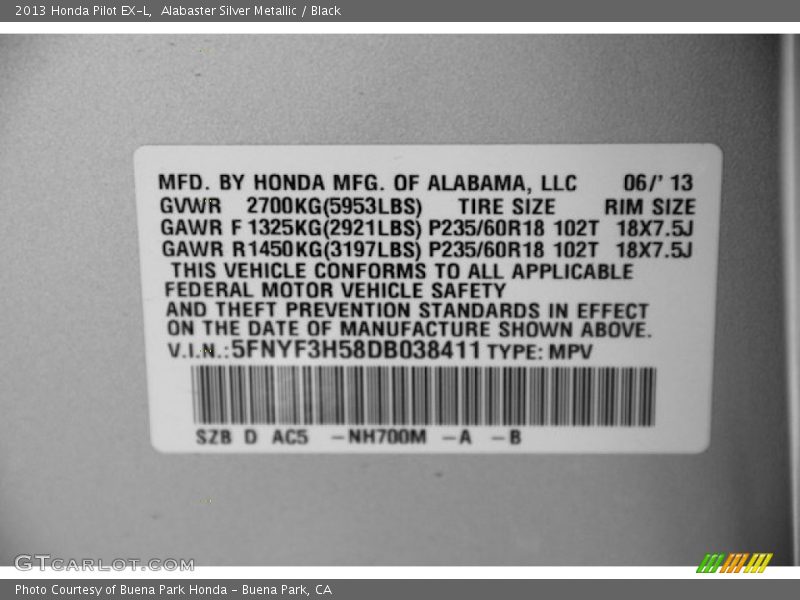 2013 Honda Pilot EX-L, Alabaster Silver Metallic / Black
MFD. BY HONDA MFG. OF ALABAMA, LLC 06/' 13
GVWR 2700KG(5953LBS) TIRE SIZE RIM SIZE
GAWR F 1325KG(2921LBS) P235/60R18 102T 18X7.5J
GAWR R1450KG(3197LBS) P235/60R18 102T 18X7.5J
THIS VEHICLE CONFORMS TO ALL APPLICABLE
FEDERAL MOTOR VEHICLE SAFETY
AND THEFT PREVENTION STANDARDS IN EFFECT
ON THE DATE OF MANUFACTURE SHOWN ABOVE.
V.I.N.:5FNYF3H58DB038411 TYPE: MPV
SZB D AC5 -NH700M -A -B
GTCARLOT.COM
Photo Courtesy of Buena Park Honda - Buena Park, CA